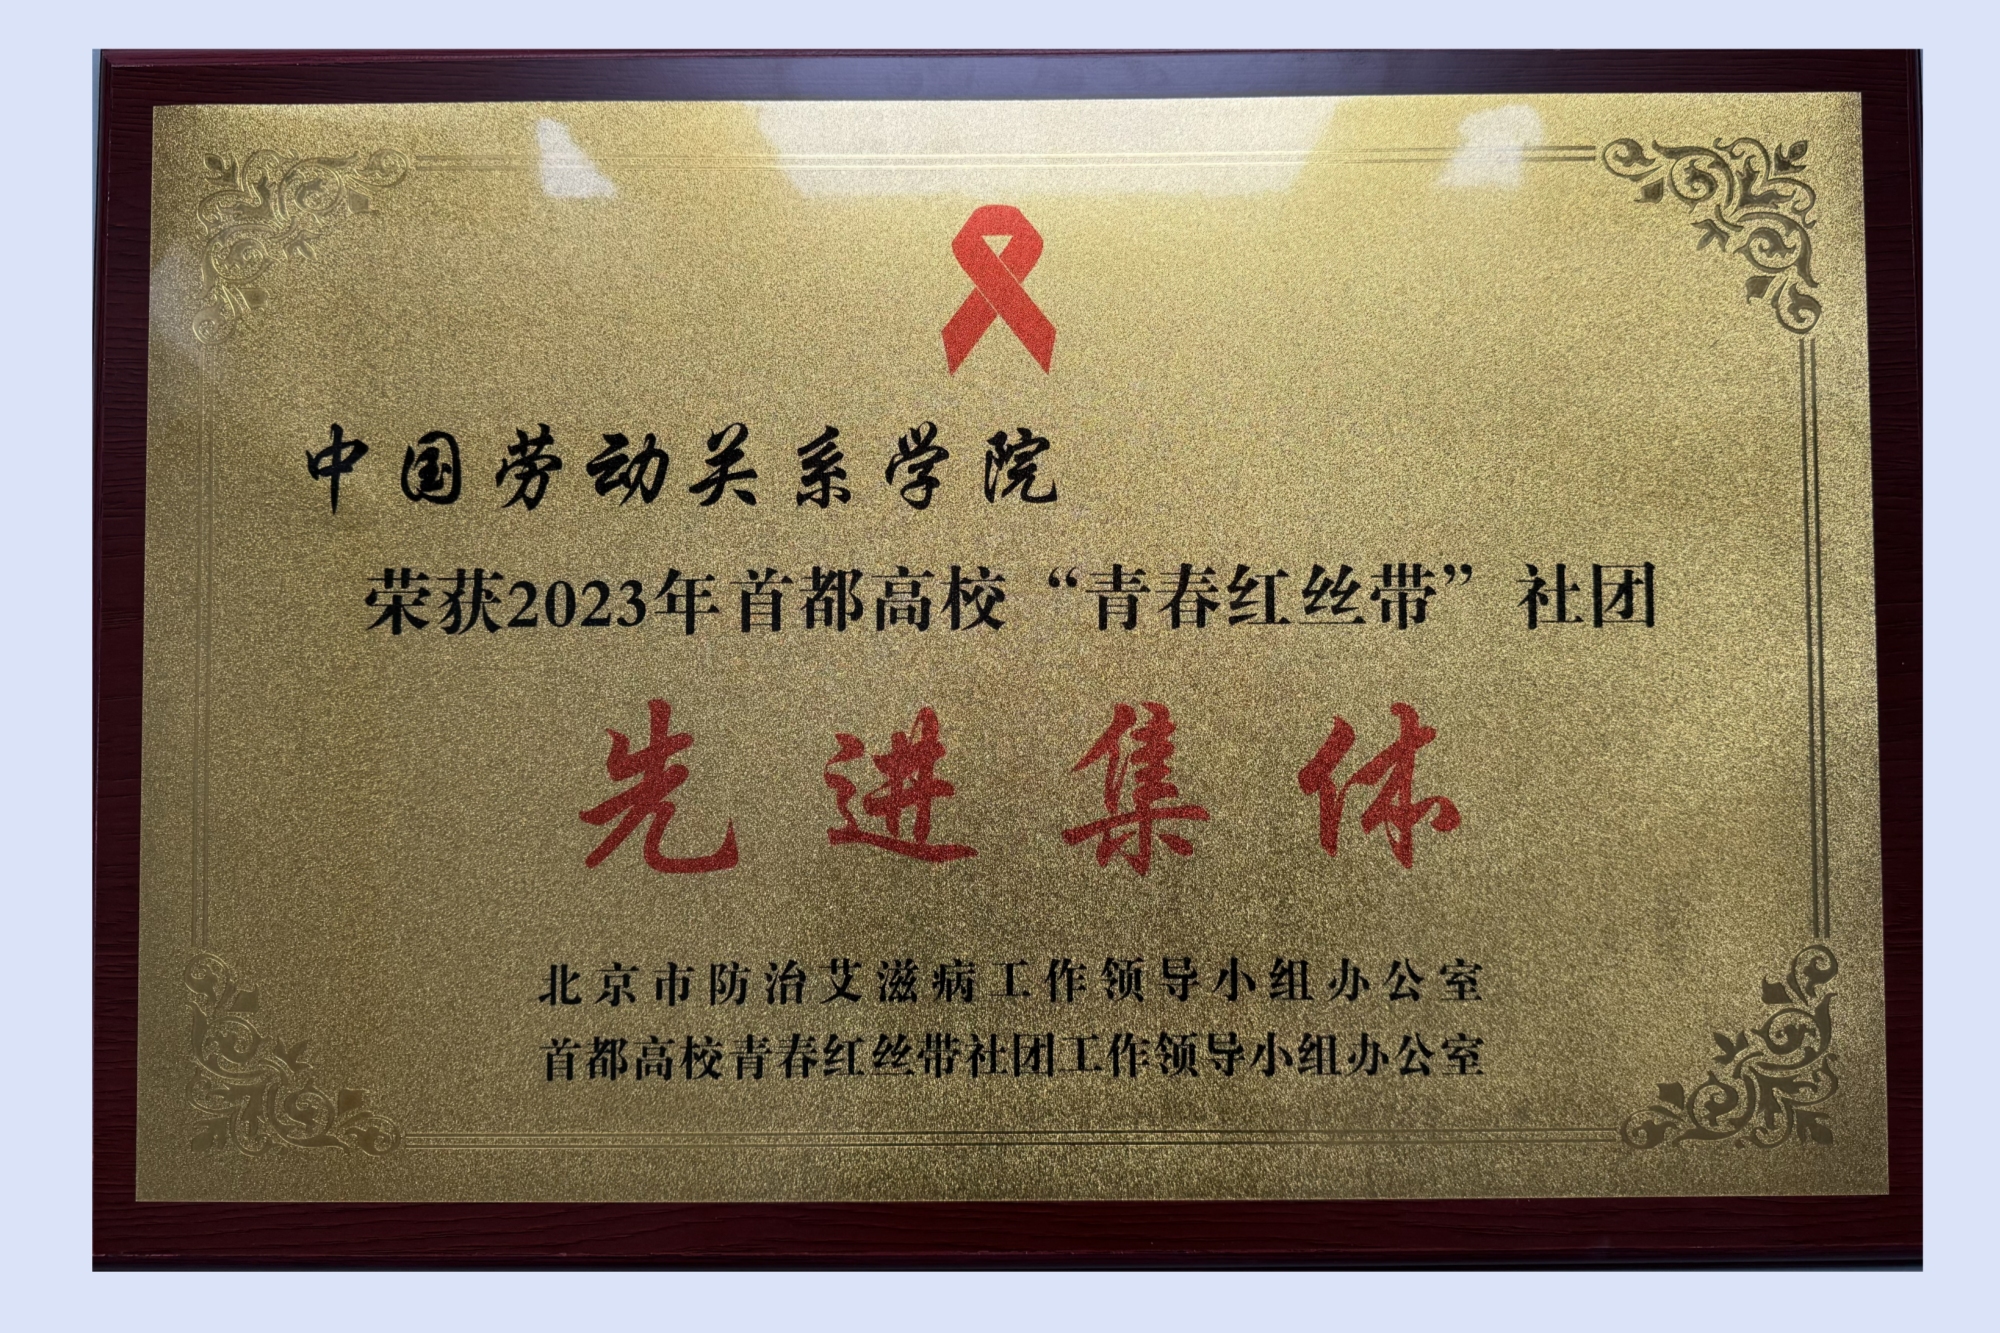 中国劳动关系学院
荣获2023年首都高校“青春红丝带”社团
先进集体
北京市防治艾滋病工作领导小组办公室
首都高校青春红丝带社团工作领导小组办公室